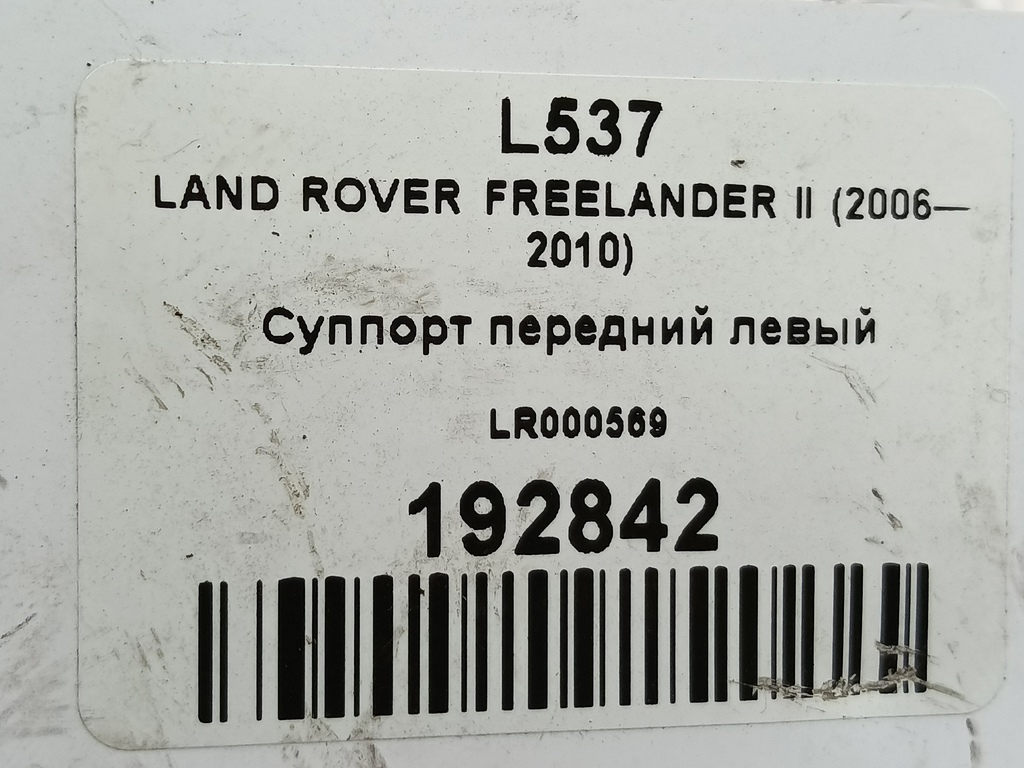 L537
LAND ROVER FREELANDER II (2006—
2010)
Суппорт передний левый
LR000569
192842